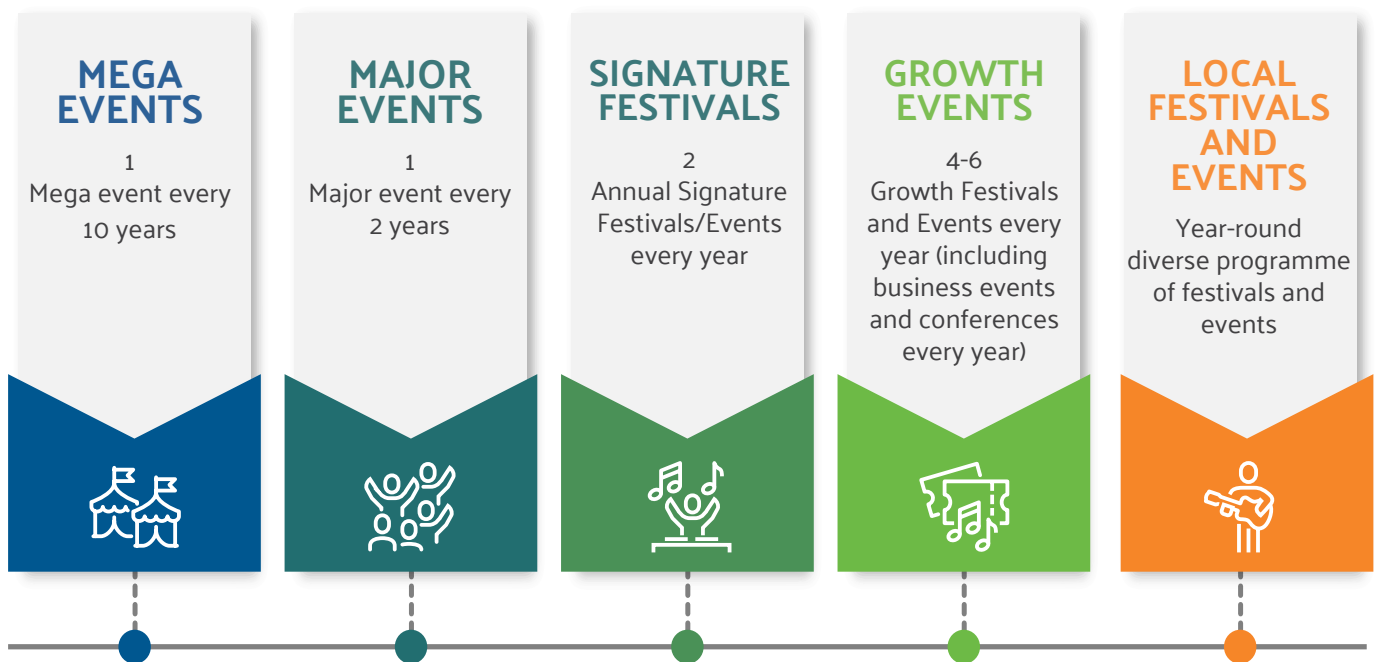 MEGA
EVENTS
1
Mega event every
10 years
MAJOR
EVENTS
1
Major event every
2 years
SIGNATURE
FESTIVALS
2
Annual Signature
Festivals/Events
every year
GROWTH
EVENTS
4-6
Growth Festivals
and Events every
year (including
business events
and conferences
every year)
LOCAL
FESTIVALS
AND
EVENTS
Year-round
diverse programme
of festivals and
events